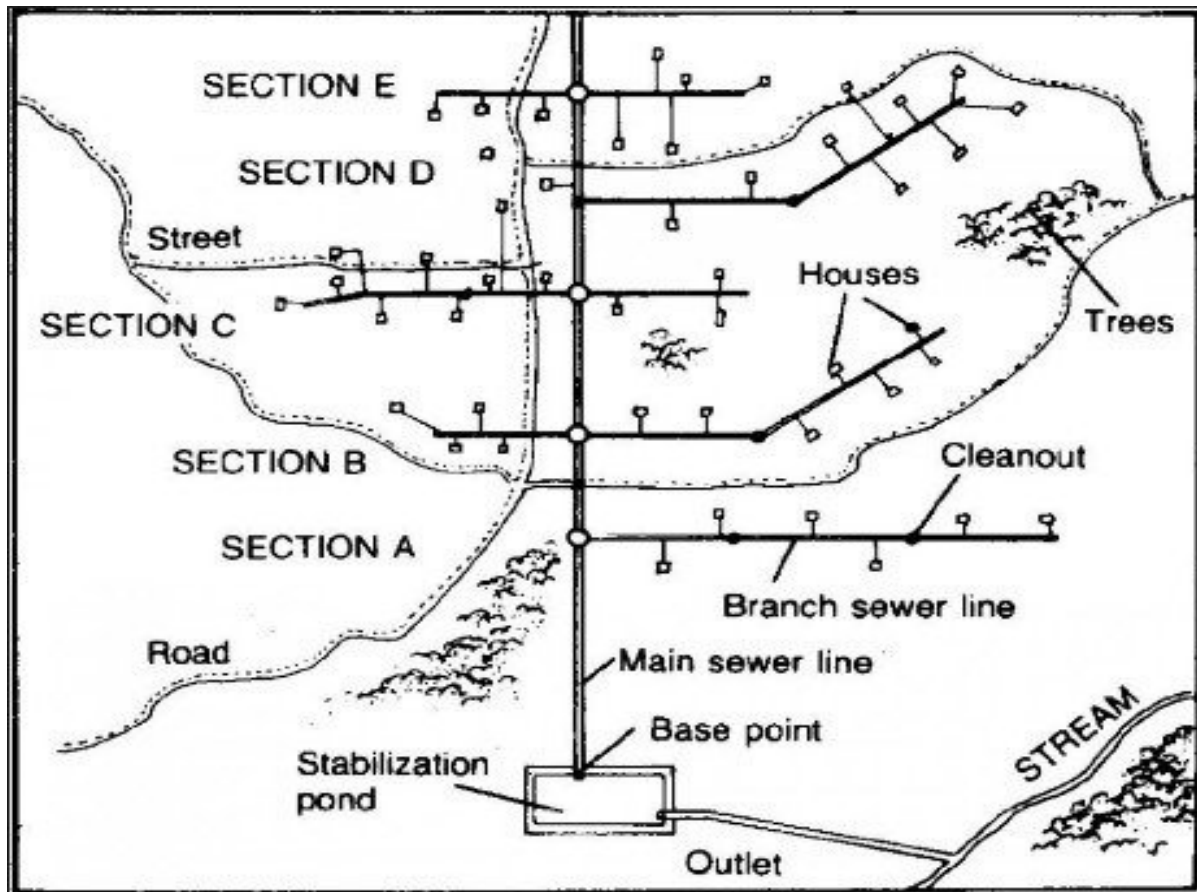 SECTION E
SECTION D
Street
Houses
SECTION C
Trees
SECTION B
Cleanout
SECTION A
Branch sewer line
Road
Main sewer line
Base point
STREAM
Stabilization
pond
Outlet